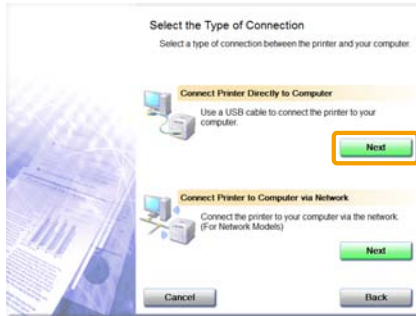 Select the Type of Connection
Select a type of connection between the printer and your computer.
Connect Printer Directly to Computer
Use a USB cable to connect the printer to your
computer.
Next
Connect Printer to Computer via Network
Connect the printer to your computer via the network.
(For Network Models)
Next
Cancel
Back